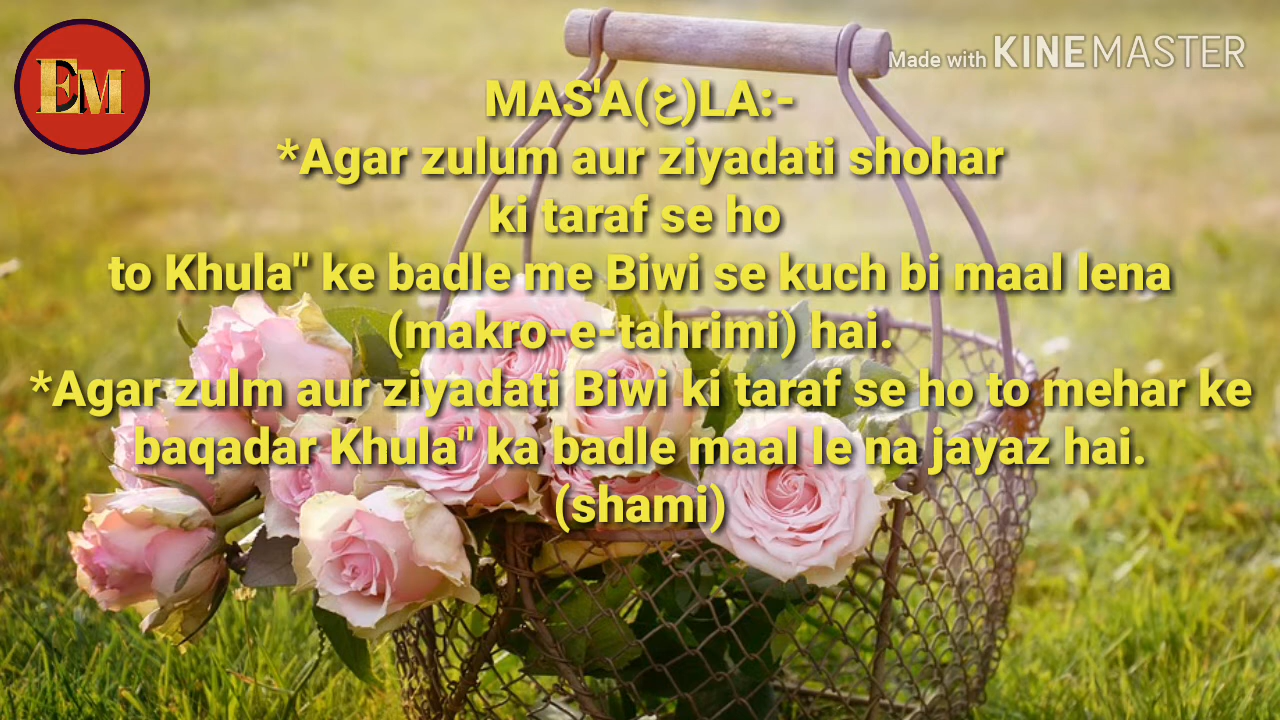 EM
Made with KINEMASTER
MAS'A(ع)LA:-
*Agar zulum aur ziyadati shohar
ki taraf se ho
to Khula" ke badle me Biwi se kuch bi maal lena
(makro-e-tahrimi) hai.
*Agar zulm aur ziyadati Biwi ki taraf se ho to mehar ke
baqadar Khula" ka badle maal le na jayaz hai.
(shami)